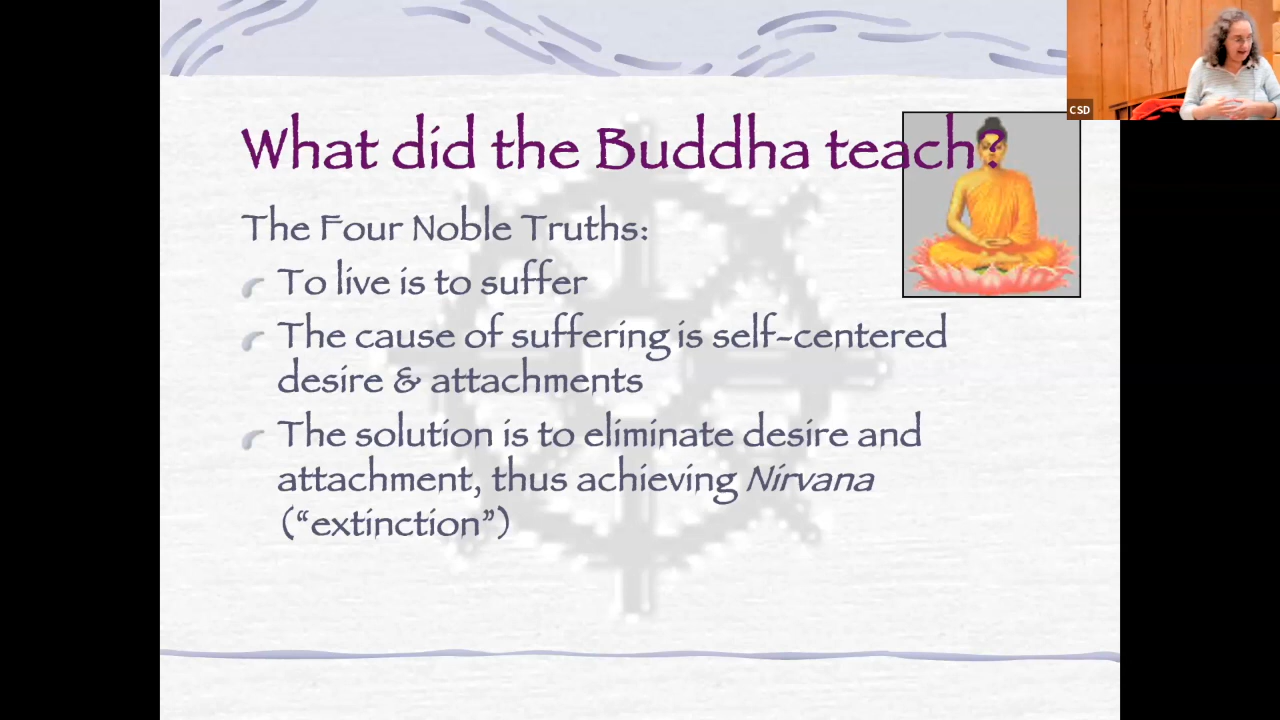 CSD
What did the Buddha teach?
The Four Noble Truths:
To live is to suffer
The cause of suffering is self-centered
desire & attachments
The solution is to eliminate desire and
attachment, thus achieving Nirvana
(“extinction”)